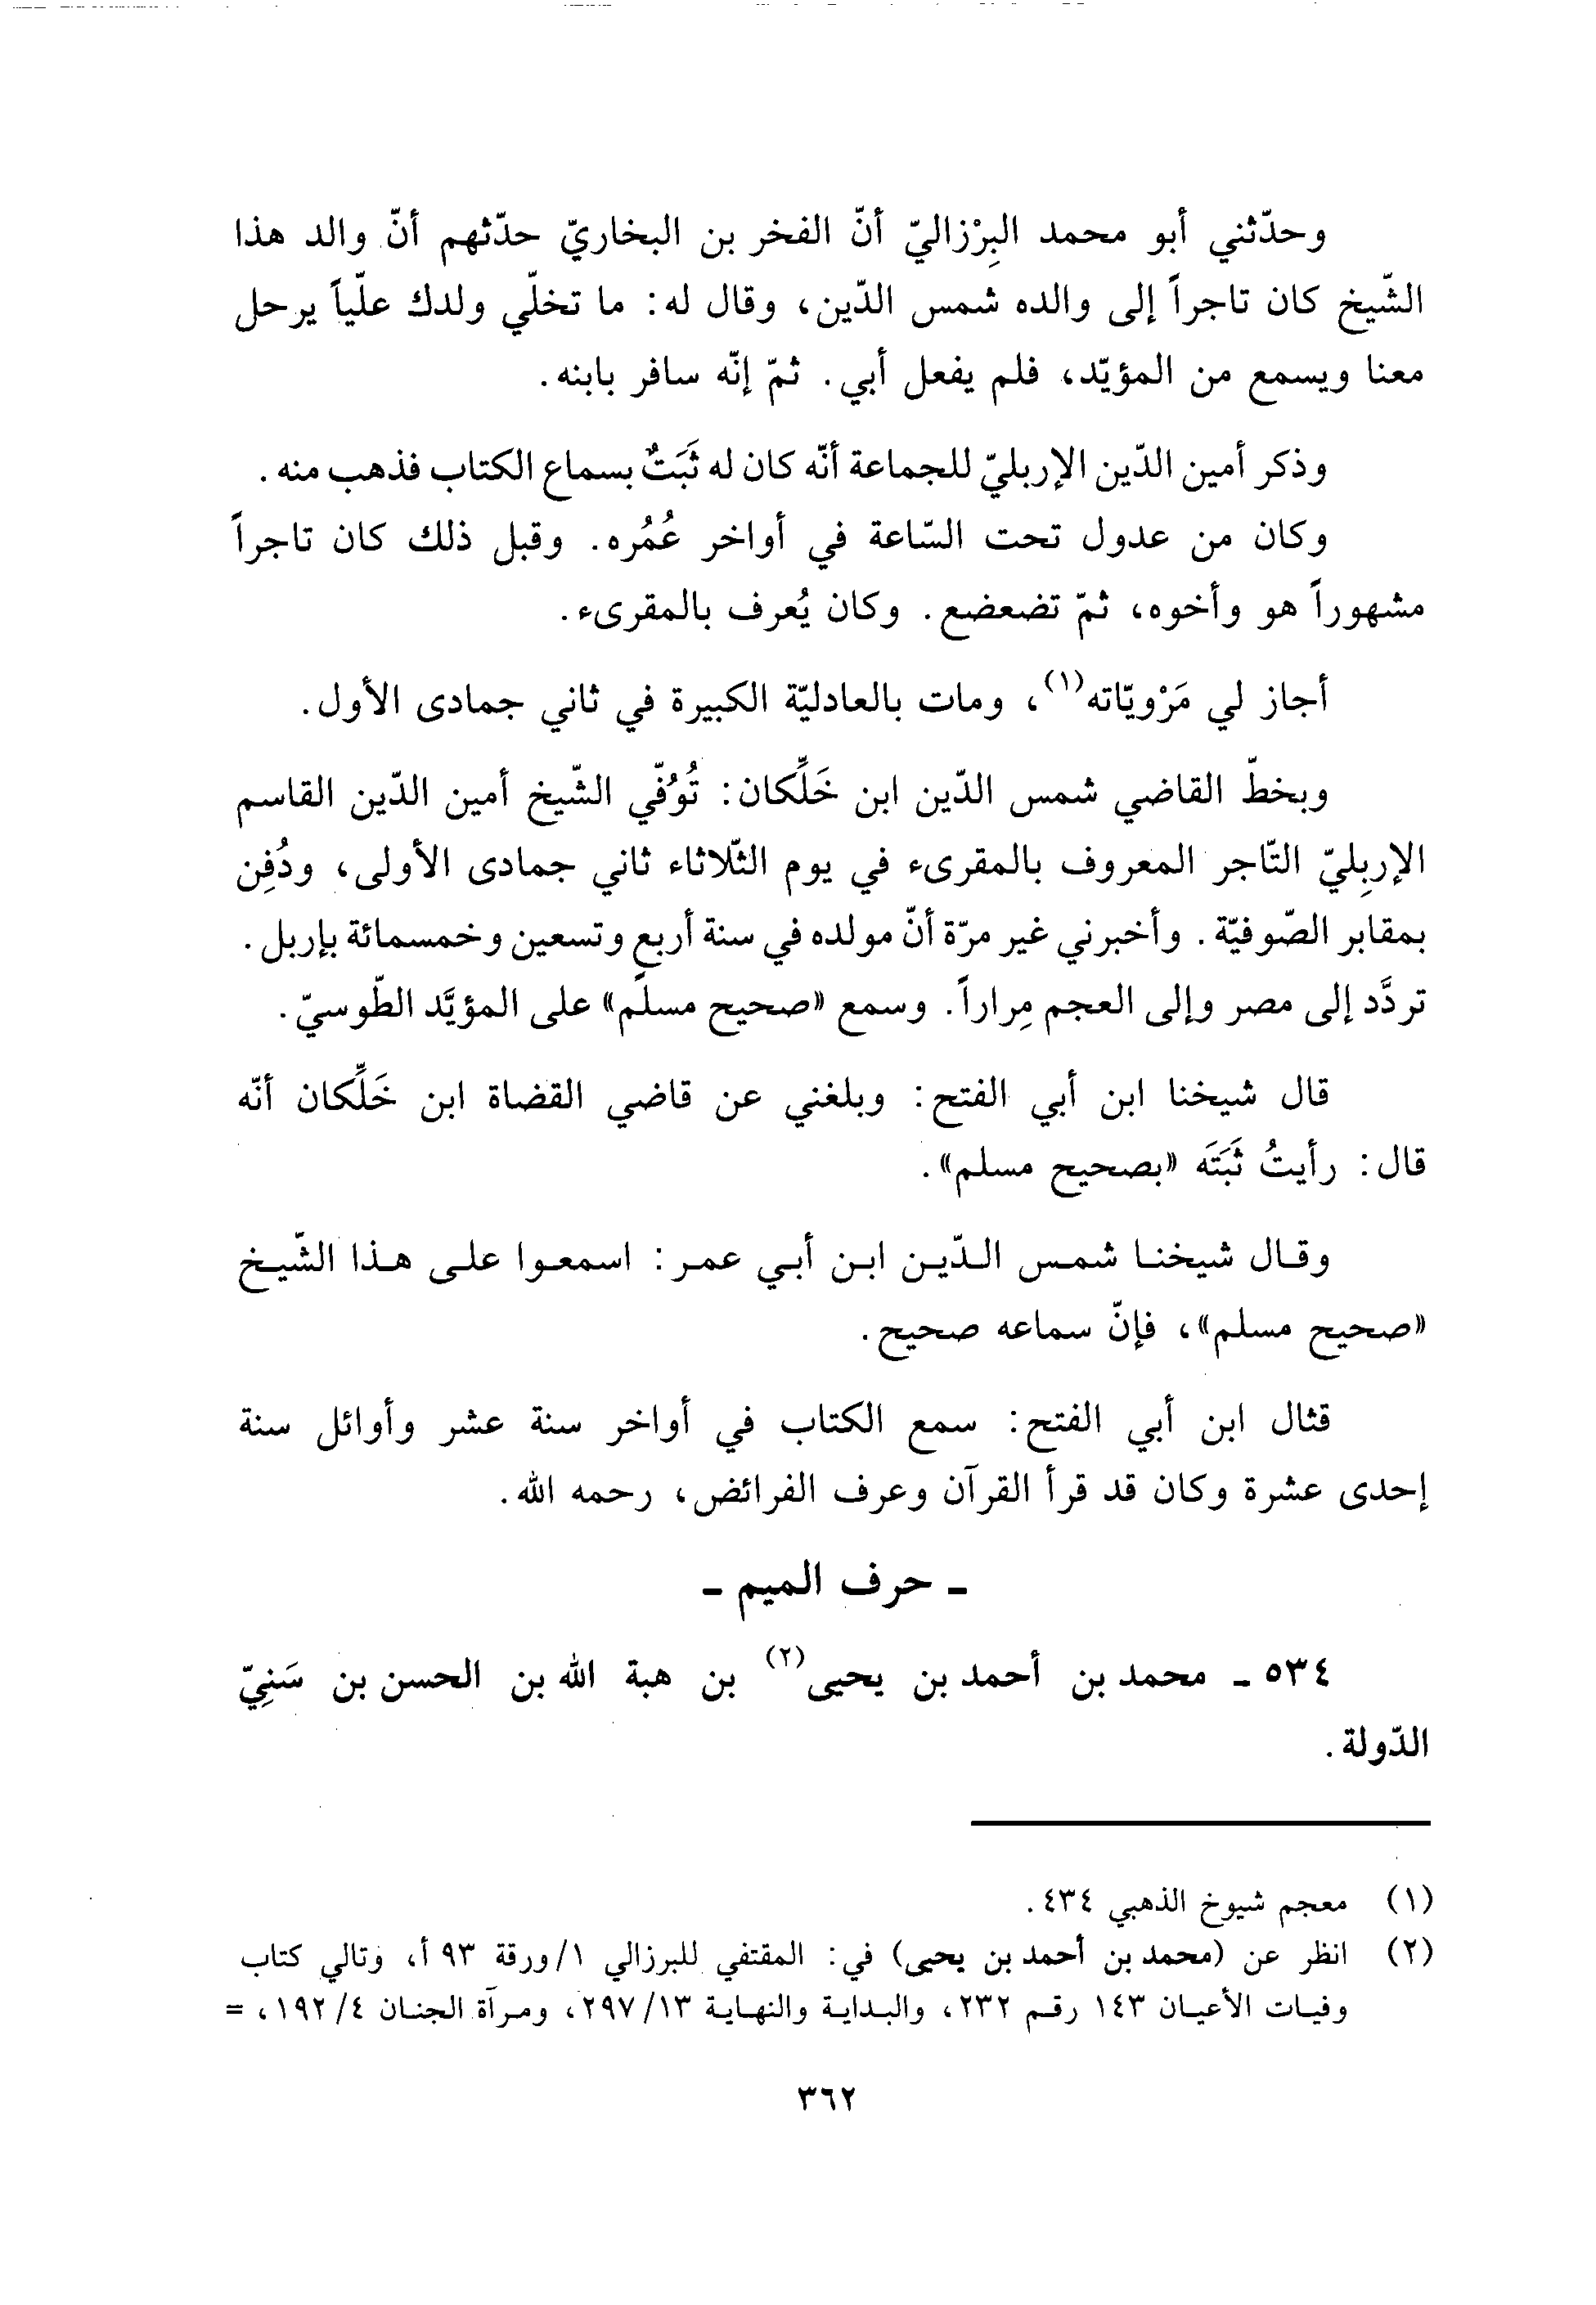 وحدّثني أبو محمد البِرْزاليّ أنّ الفخر بن البخاريّ حدّثهم أنّ والد هذا
الشّيخ كان تاجراً إلى والده شمس الدّين، وقال له: ما تخلّي ولدك علّياً يرحل
معنا ويسمع من المؤيّد، فلم يفعل أبي. ثمّ إنّه سافر بابنه.
وذكر أمين الدّين الإربليّ للجماعة أنّه كان له ثَبَتٌ بسماع الكتاب فذهب منه.
وكان من عدول تحت السّاعة في أواخر عُمُره. وقبل ذلك كان تاجراً
مشهوراً هو وأخوه، ثمّ تضعضع. وكان يُعرف بالمقرىء.
أجاز لي مَرْويّاته(١)، ومات بالعادليّة الكبيرة في ثاني جمادى الأول.
وبخطّ القاضي شمس الدّين ابن خَلِّكان: تُوُفّي الشّيخ أمين الدّين القاسم
الإربِليّ التّاجر المعروف بالمقرىء في يوم الثّلاثاء ثاني جمادى الأولى، ودُفِن
بمقابر الصّوفيّة. وأخبرني غير مرّة أنّ مولده في سنة أربع وتسعين وخمسمائة بإربل.
تردَّد إلى مصر وإلى العجم مِراراً. وسمع «صحيح مسلم» على المؤيَّد الطّوسيّ.
قال شيخنا ابن أبي الفتح: وبلغني عن قاضي القضاة ابن خَلِّكان أنّه
قال: رأيتُ ثَبَتَه «بصحيح مسلم».
وقال شيخنا شمس الدّين ابن أبي عمر: اسمعوا على هذا الشّيخ
«صحيح مسلم»، فإنّ سماعه صحيح.
قثال ابن أبي الفتح: سمع الكتاب في أواخر سنة عشر وأوائل سنة
إحدى عشرة وكان قد قرأ القرآن وعرف الفرائض، رحمه الله.
ـ حرف الميم ـ
٥٣٤ ـ محمد بن أحمد بن يحيى(٢) بن هبة الله بن الحسن بن سَنِيّ
الدّولة.
(١) معجم شيوخ الذهبي ٤٣٤.
(٢) انظر عن (محمد بن أحمد بن يحيى) في: المقتفي للبرزالي ١/ورقة ٩٣ أ، وتالي كتاب
وفيات الأعيان ١٤٣ رقم ٢٣٢، والبداية والنهاية ٢٩٧/١٣، ومرآة الجنان ١٩٢/٤، =
٣٦٢